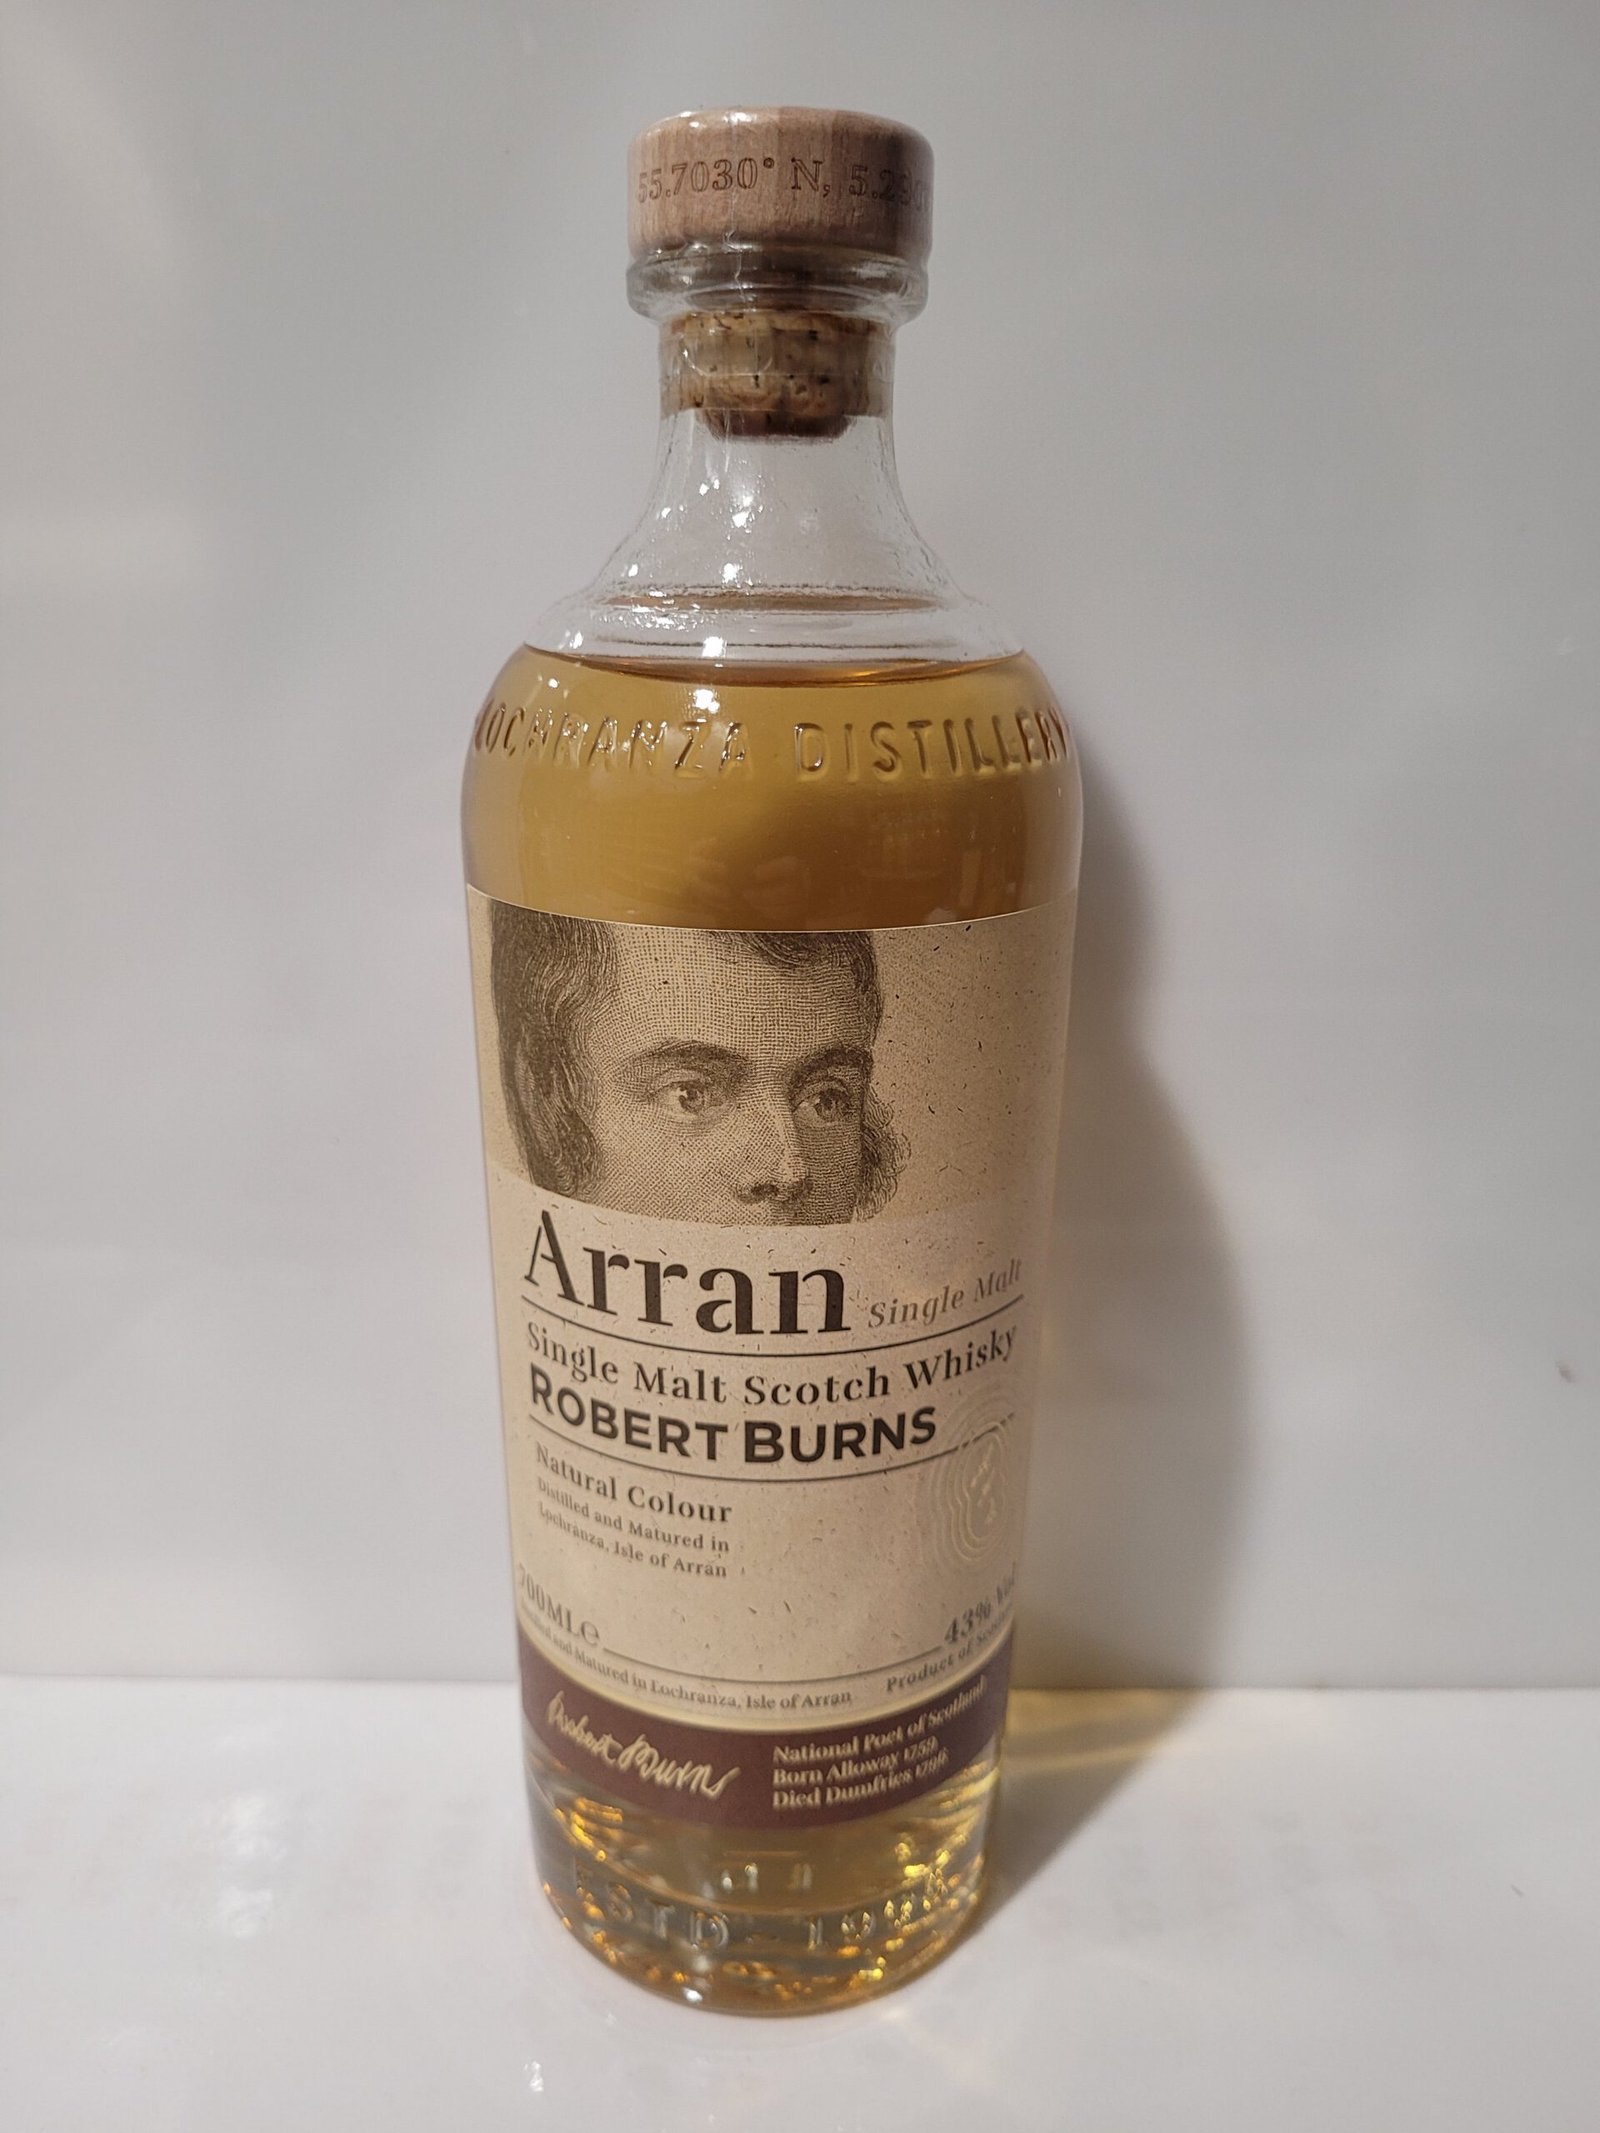 55.7030° N, 5.2
LOCHRANZA DISTILLERY
Arran Single Malt
Single Malt Scotch Whisky
ROBERT BURNS
Natural Colour
Distilled and Matured in
Lochranza, Isle of Arran
700ML℮ 43% Vol
Distilled and Matured in Lochranza, Isle of Arran Product of Scotland
Robert Burns
National Poet of Scotland
Born Alloway 1759
Died Dumfries 1796
ESTD 199